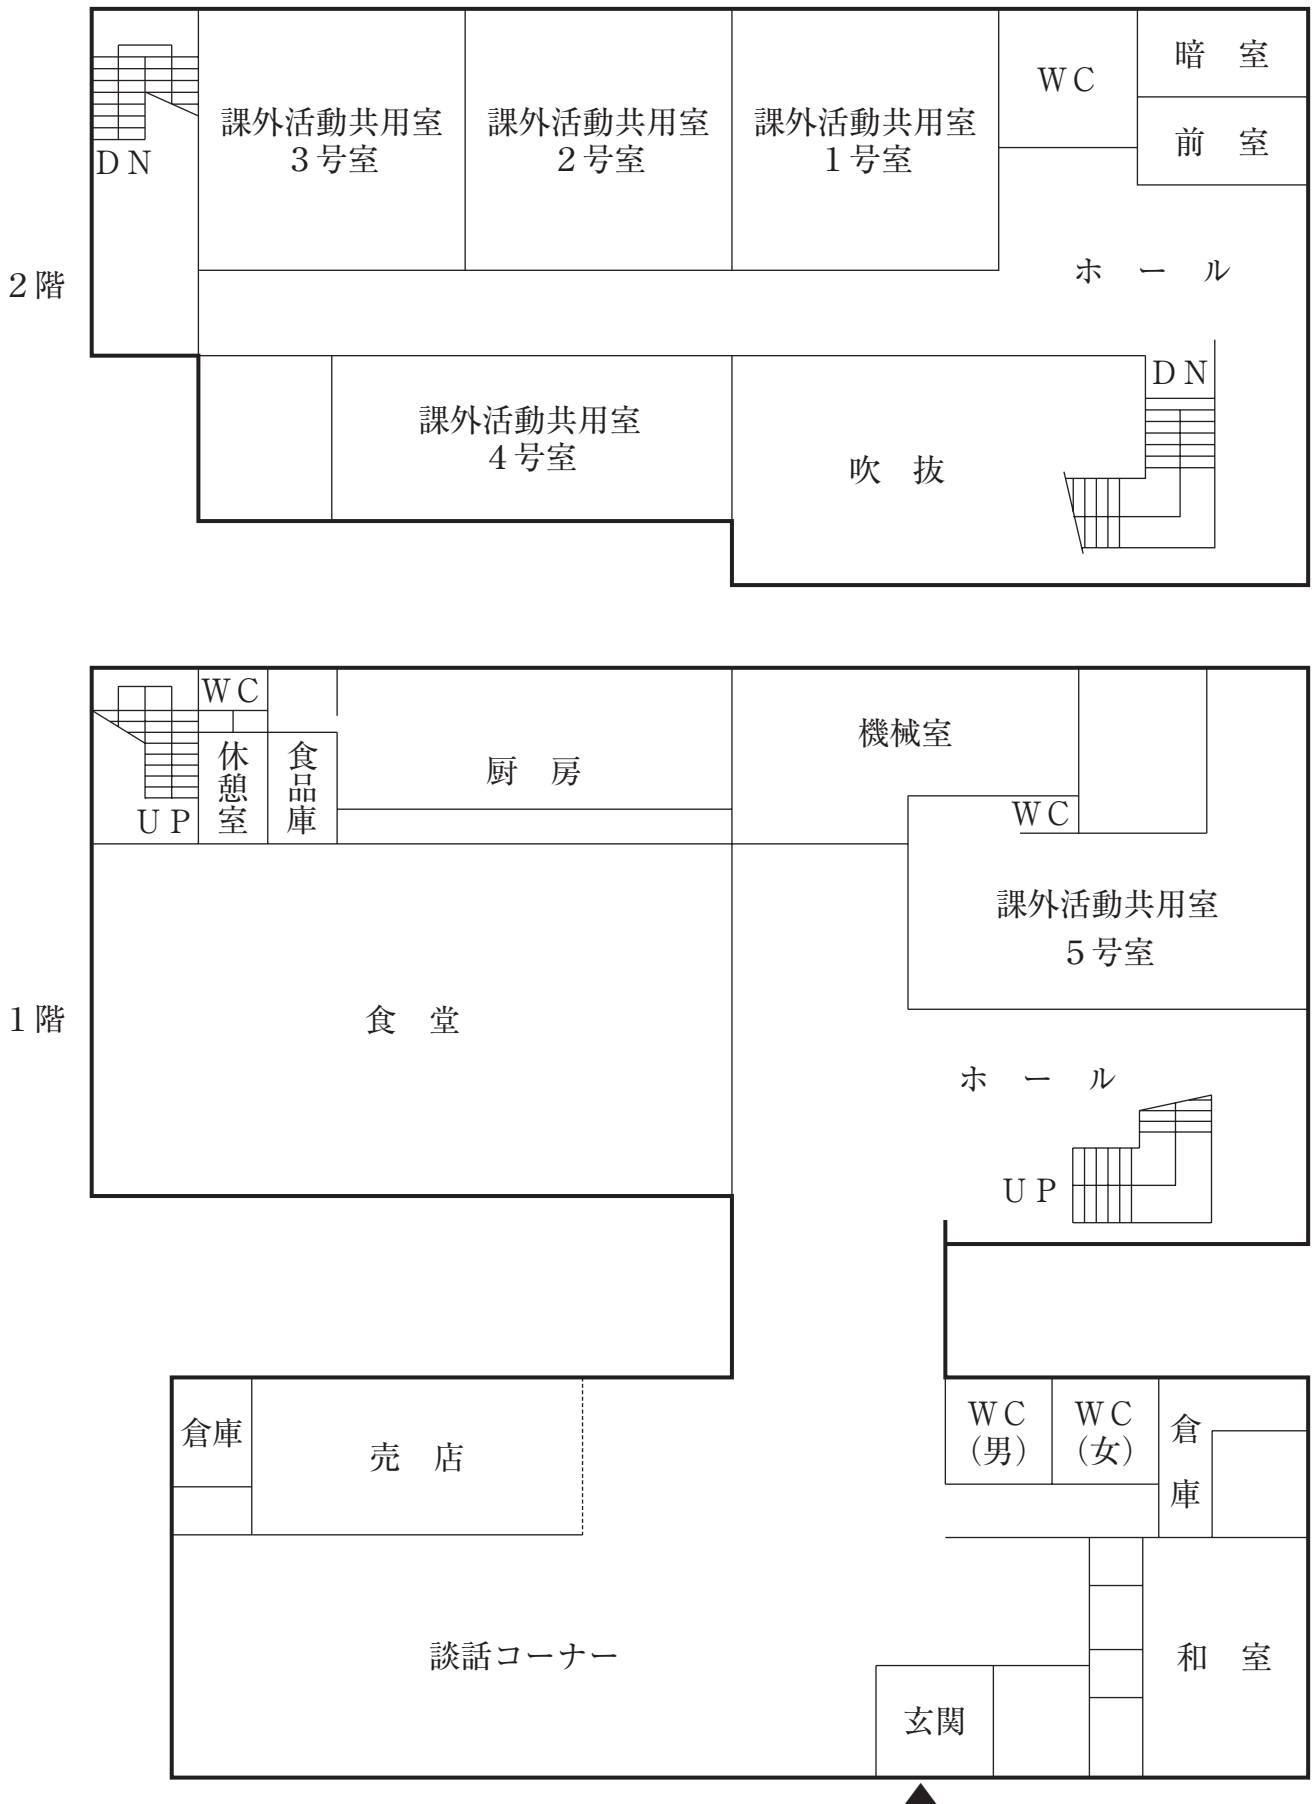 暗 室
WC
前 室
課外活動共用室
3号室
課外活動共用室
2号室
課外活動共用室
1号室
DN
2階
ホ ー ル
DN
課外活動共用室
4号室
吹 抜
WC
休憩室
食品庫
厨 房
機械室
UP
WC
課外活動共用室
5号室
1階
食 堂
ホ ー ル
UP
倉庫
売 店
WC
(男)
WC
(女)
倉庫
談話コーナー
和 室
玄関